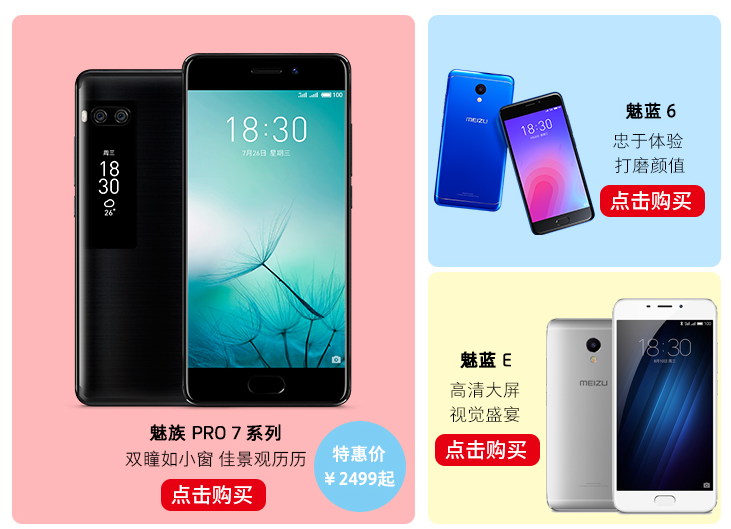 周三
18
30
26°
100
18:30
7月26日 星期三
魅族 PRO 7 系列
双瞳如小窗 佳景观历历
点击购买
特惠价
¥ 2499起
MEIZU
18:30
魅蓝 6
忠于体验
打磨颜值
点击购买
魅蓝 E
高清大屏
视觉盛宴
点击购买
MEIZU
100
18:30